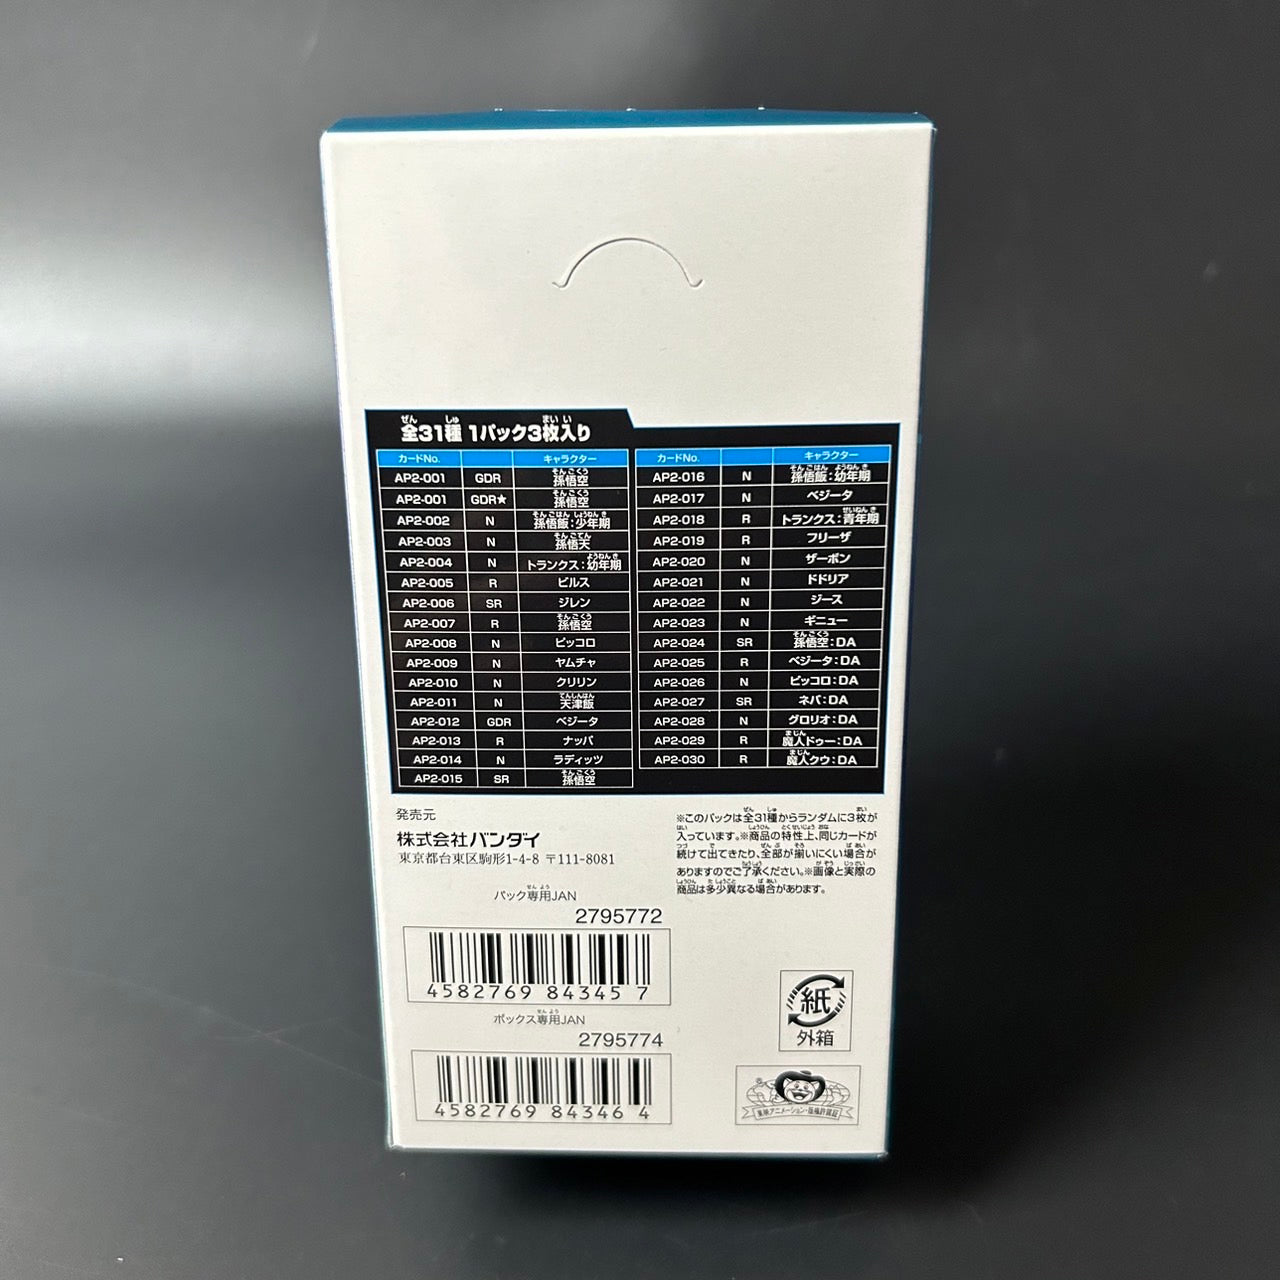 全31種 1パック3枚入り
カードNo. キャラクター
AP2-001 GDR 孫悟空
AP2-001 GDR★ 孫悟空
AP2-002 N 孫悟飯:少年期
AP2-003 N 孫悟天
AP2-004 N トランクス:幼年期
AP2-005 R ビルス
AP2-006 SR ジレン
AP2-007 R 孫悟空
AP2-008 N ピッコロ
AP2-009 N ヤムチャ
AP2-010 N クリリン
AP2-011 N 天津飯
AP2-012 GDR ベジータ
AP2-013 R ナッパ
AP2-014 N ラディッツ
AP2-015 SR 孫悟空
カードNo. キャラクター
AP2-016 N 孫悟飯:幼年期
AP2-017 N ベジータ
AP2-018 R トランクス:青年期
AP2-019 R フリーザ
AP2-020 N ザーボン
AP2-021 N ドドリア
AP2-022 N ジース
AP2-023 N ギニュー
AP2-024 SR 孫悟空:DA
AP2-025 R ベジータ:DA
AP2-026 N ピッコロ:DA
AP2-027 SR ネバ:DA
AP2-028 N グロリオ:DA
AP2-029 R 魔人ドゥー:DA
AP2-030 R 魔人クウ:DA
発売元
株式会社バンダイ
東京都台東区駒形1-4-8 〒111-8081
※このパックは全31種からランダムに3枚が
入っています。※商品の特性上、同じカードが
続けて出てきたり、全部が揃いにくい場合が
ありますのでご了承ください。※画像と実際の
商品は多少異なる場合があります。
パック専用JAN
2795772
4582769 84345 7
ボックス専用JAN
2795774
4582769 84346 4
紙
外箱
東映アニメーション・版権許諾証